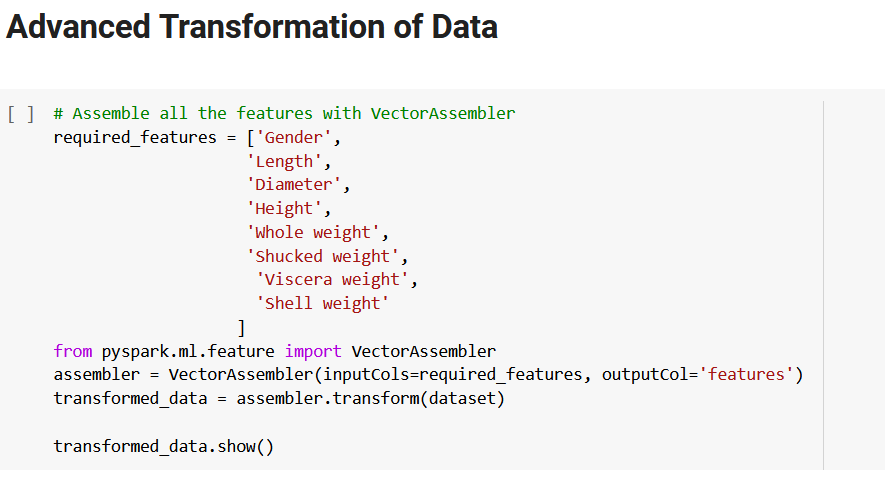 Advanced Transformation of Data
[ ] # Assemble all the features with VectorAssembler
required_features = ['Gender',
'Length',
'Diameter',
'Height',
'Whole weight',
'Shucked weight',
'Viscera weight',
'Shell weight'
]
from pyspark.ml.feature import VectorAssembler
assembler = VectorAssembler(inputCols=required_features, outputCol='features')
transformed_data = assembler.transform(dataset)
transformed_data.show()